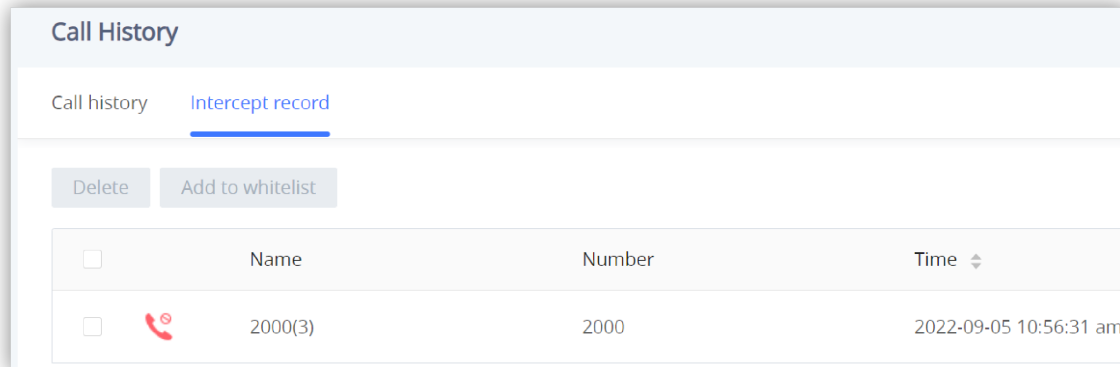 Call History
Call history Intercept record
Delete Add to whitelist
Name Number Time
2000(3) 2000 2022-09-05 10:56:31 am